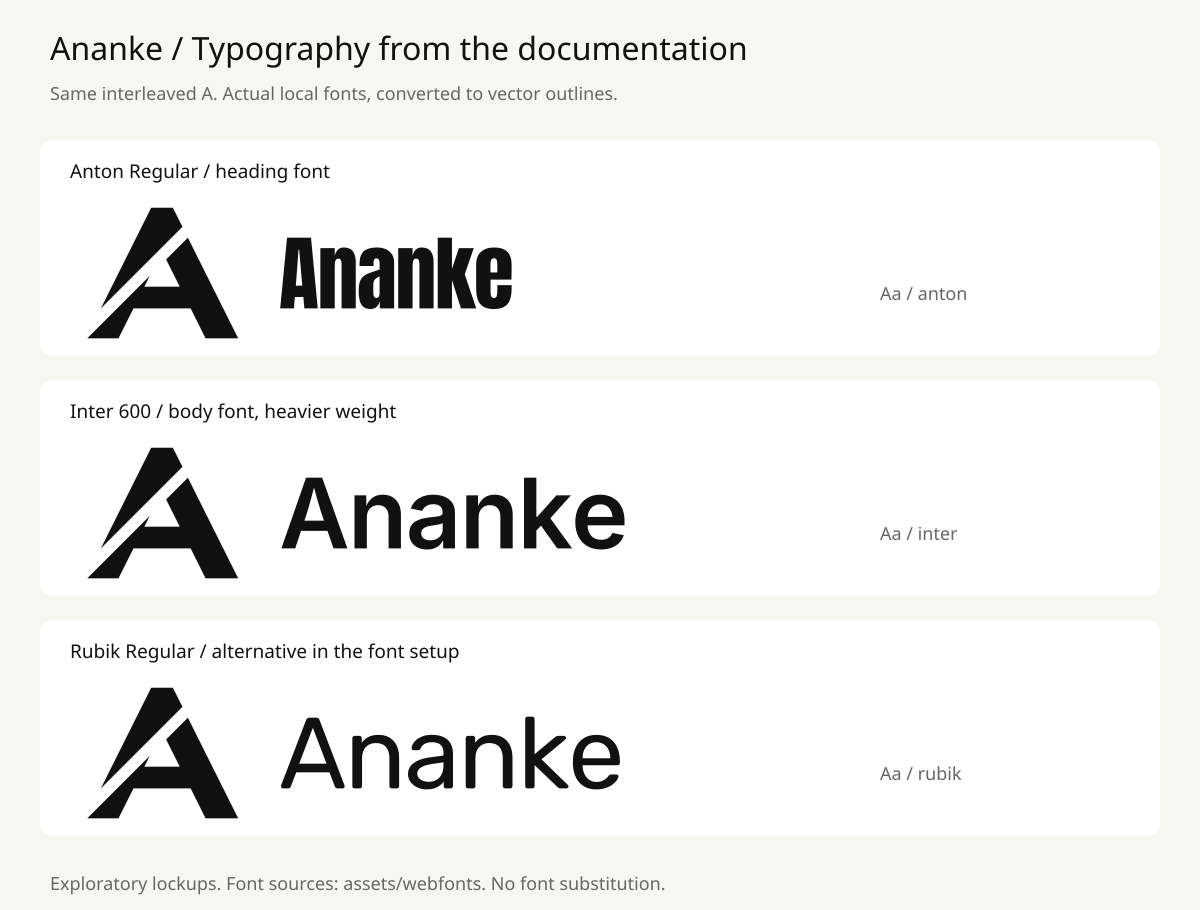 Ananke / Typography from the documentation
Same interleaved A. Actual local fonts, converted to vector outlines.
Anton Regular / heading font
A Ananke
Aa / anton
Inter 600 / body font, heavier weight
A Ananke
Aa / inter
Rubik Regular / alternative in the font setup
A Ananke
Aa / rubik
Exploratory lockups. Font sources: assets/webfonts. No font substitution.